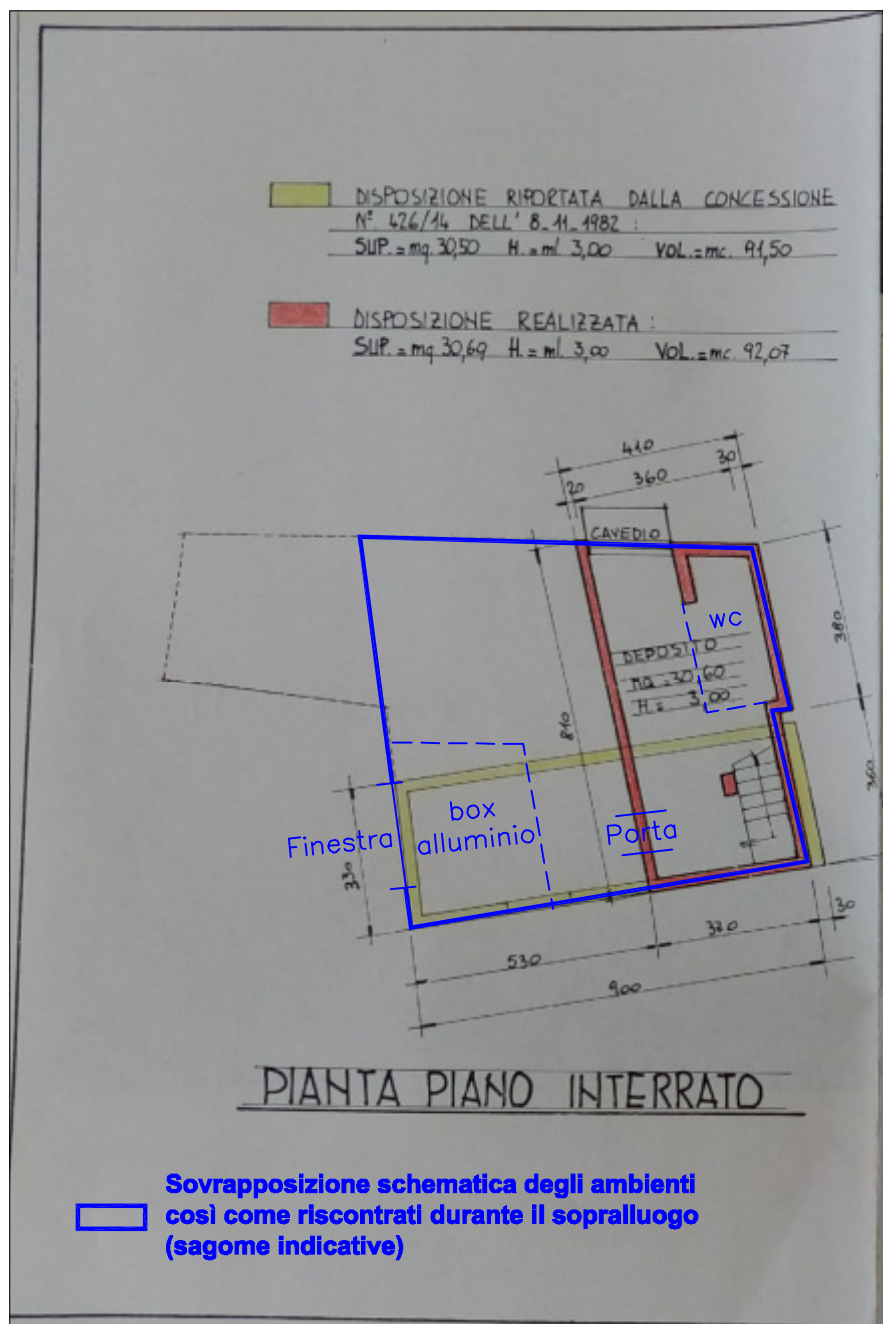 DISPOSIZIONE RIPORTATA DALLA CONCESSIONE
N° 426/14 DELL' 8-11-1982 :
SUP.=mq. 30,50 H.=ml 3,00 VOL.=mc. 91,50
DISPOSIZIONE REALIZZATA :
SUP.=mq 30,69 H.=ml 3,00 VOL.=mc. 92,07
410
30
360
20
CAVEDIO
wc
380
DEPOSITO
mq =30,60
H= 3,00
810
360
box
alluminio
Finestra
Porta
330
30
320
530
900
PIANTA PIANO INTERRATO
Sovrapposizione schematica degli ambienti
così come riscontrati durante il sopralluogo
(sagome indicative)